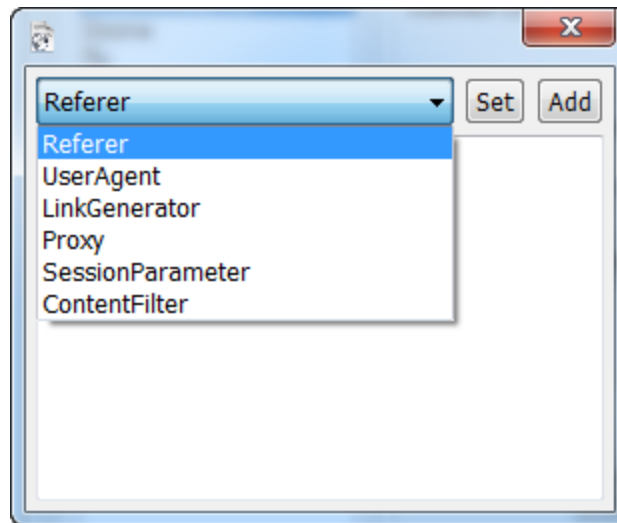 Referer
Set
Add
Referer
UserAgent
LinkGenerator
Proxy
SessionParameter
ContentFilter